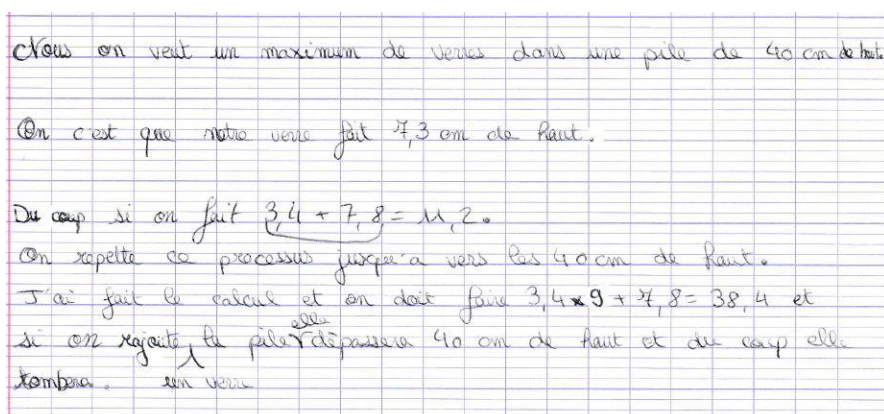 Nous on veut un maximum de verres dans une pile de 40 cm de haut.
On c'est que notre verre fait 7,3 cm de haut.
Du coup si on fait 3,4 + 7,8 = 11,2.
On repette ce processus jusqu'a vers les 40 cm de haut.
J'ai fait le calcul et on doit faire 3,4 × 9 + 7,8 = 38,4 et
si on rajoute un verre, la pile elle dépassera 40 cm de haut et du coup elle
tombera.